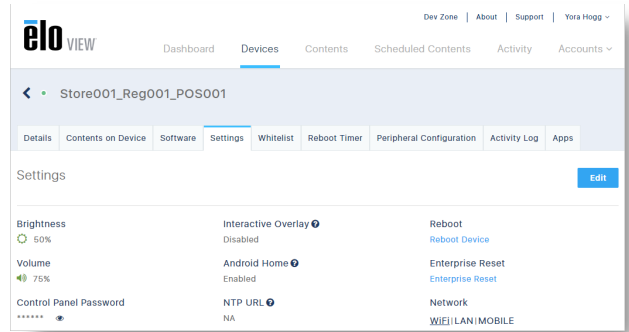 Dev Zone | About | Support | Yora Hogg
elo VIEW
Dashboard Devices Contents Scheduled Contents Activity Accounts
Store001_Reg001_POS001
Details Contents on Device Software Settings Whitelist Reboot Timer Peripheral Configuration Activity Log Apps
Settings Edit
Brightness Interactive Overlay ? Reboot
50% Disabled Reboot Device
Volume Android Home ? Enterprise Reset
75% Enabled Enterprise Reset
Control Panel Password NTP URL ? Network
****** NA WiFi|LAN|MOBILE